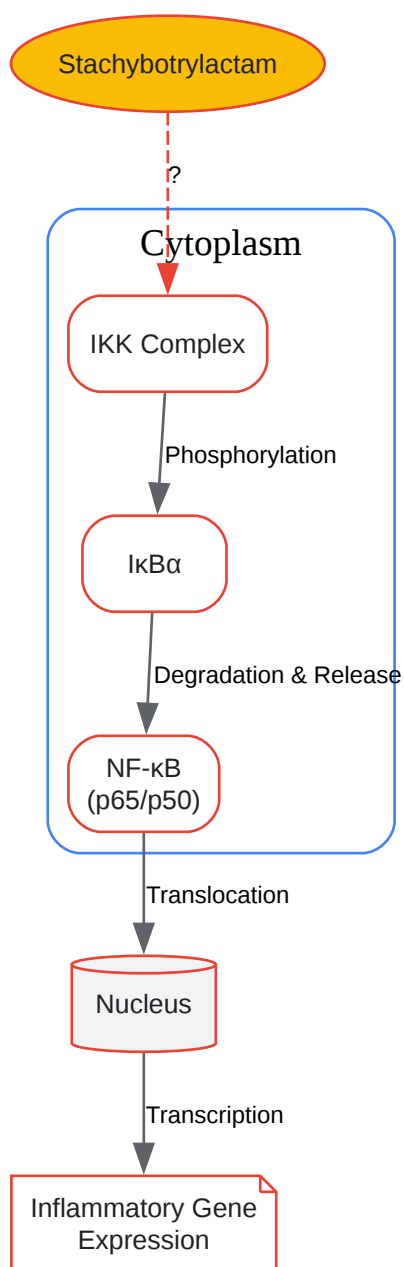 Stachybotrylactam
?
Cytoplasm
IKK Complex
Phosphorylation
IκBα
Degradation & Release
NF-κB
(p65/p50)
Translocation
Nucleus
Transcription
Inflammatory Gene
Expression